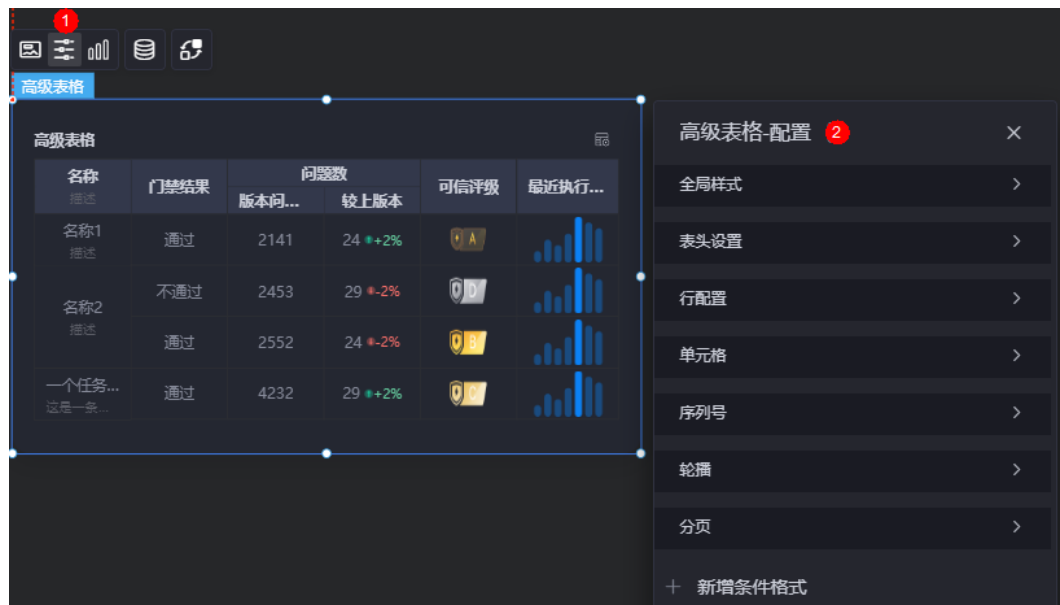 1
高级表格
高级表格
名称
描述
门禁结果
问题数
版本问...
较上版本
可信评级
最近执行...
名称1
描述
通过
2141
24 +2%
A
名称2
描述
不通过
2453
29 -2%
D
通过
2552
24 -2%
B
一个任务...
这是一条...
通过
4232
29 +2%
C
高级表格-配置 2
全局样式
表头设置
行配置
单元格
序列号
轮播
分页
新增条件格式